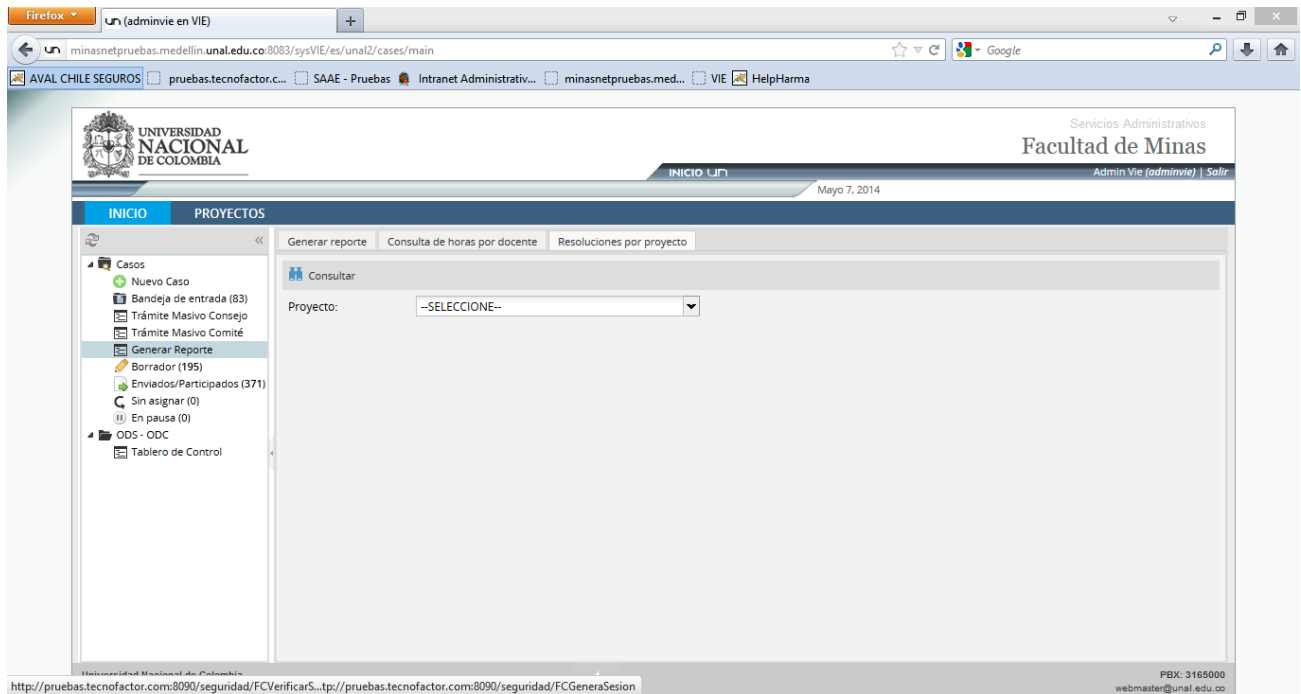 Firefox
un (adminvie en VIE)
minasnetpruebas.medellin.unal.edu.co:8083/sysVIE/es/unal2/cases/main
Google
AVAL CHILE SEGUROS
pruebas.tecnofactor.c...
SAAE - Pruebas
Intranet Administrativ...
minasnetpruebas.med...
VIE
HelpHarma
UNIVERSIDAD
NACIONAL
DE COLOMBIA
Servicios Administrativos
Facultad de Minas
INICIO un
Admin Vie (adminvie) | Salir
Mayo 7, 2014
INICIO
PROYECTOS
Casos
Nuevo Caso
Bandeja de entrada (83)
Trámite Masivo Consejo
Trámite Masivo Comité
Generar Reporte
Borrador (195)
Enviados/Participados (371)
Sin asignar (0)
En pausa (0)
ODS - ODC
Tablero de Control
Generar reporte
Consulta de horas por docente
Resoluciones por proyecto
Consultar
Proyecto:
--SELECCIONE--
Universidad Nacional de Colombia
PBX: 3165000
webmaster@unal.edu.co
http://pruebas.tecnofactor.com:8090/seguridad/FCVerificarS...tp://pruebas.tecnofactor.com:8090/seguridad/FCGeneraSesion